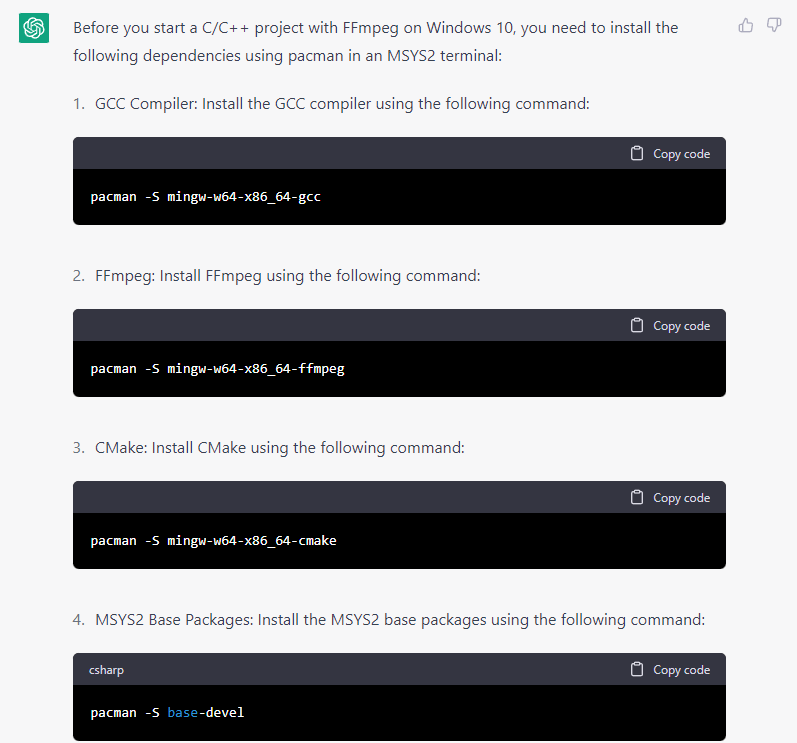 Before you start a C/C++ project with FFmpeg on Windows 10, you need to install the
following dependencies using pacman in an MSYS2 terminal:
1. GCC Compiler: Install the GCC compiler using the following command:
Copy code
pacman -S mingw-w64-x86_64-gcc
2. FFmpeg: Install FFmpeg using the following command:
Copy code
pacman -S mingw-w64-x86_64-ffmpeg
3. CMake: Install CMake using the following command:
Copy code
pacman -S mingw-w64-x86_64-cmake
4. MSYS2 Base Packages: Install the MSYS2 base packages using the following command:
csharp Copy code
pacman -S base-devel